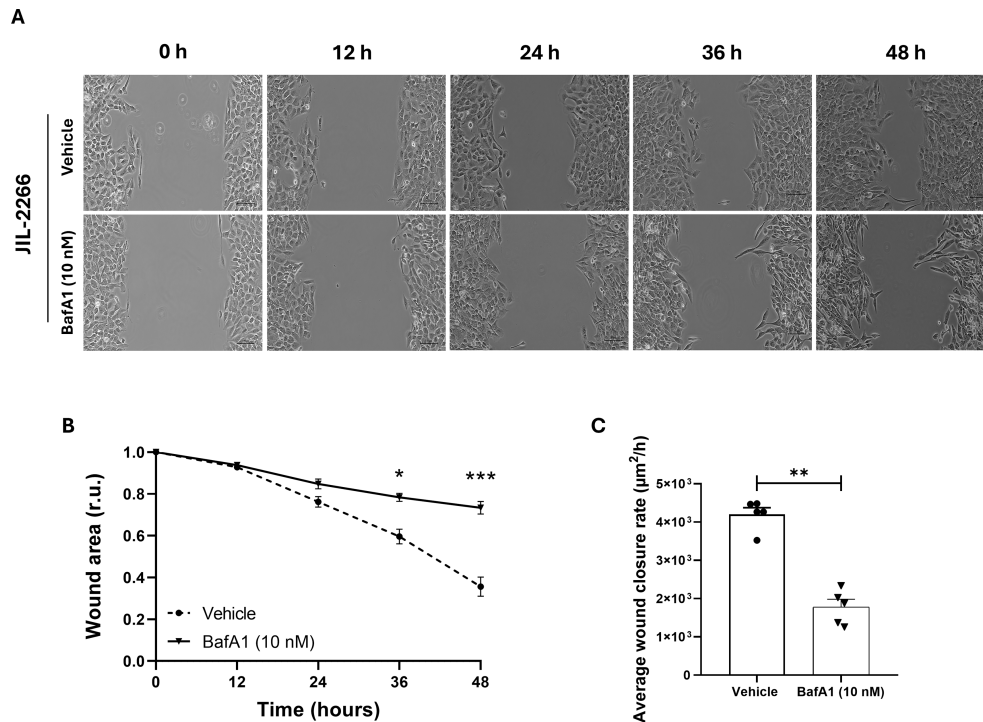 A
0 h
12 h
24 h
36 h
48 h
JIL-2266
Vehicle
BafA1 (10 nM)
B
Wound area (r.u.)
1.0
0.8
0.6
0.4
0.2
0.0
*
***
Vehicle
BafA1 (10 nM)
0
12
24
36
48
Time (hours)
C
Average wound closure rate (µm²/h)
**
5×10³
4×10³
3×10³
2×10³
1×10³
0
Vehicle
BafA1 (10 nM)